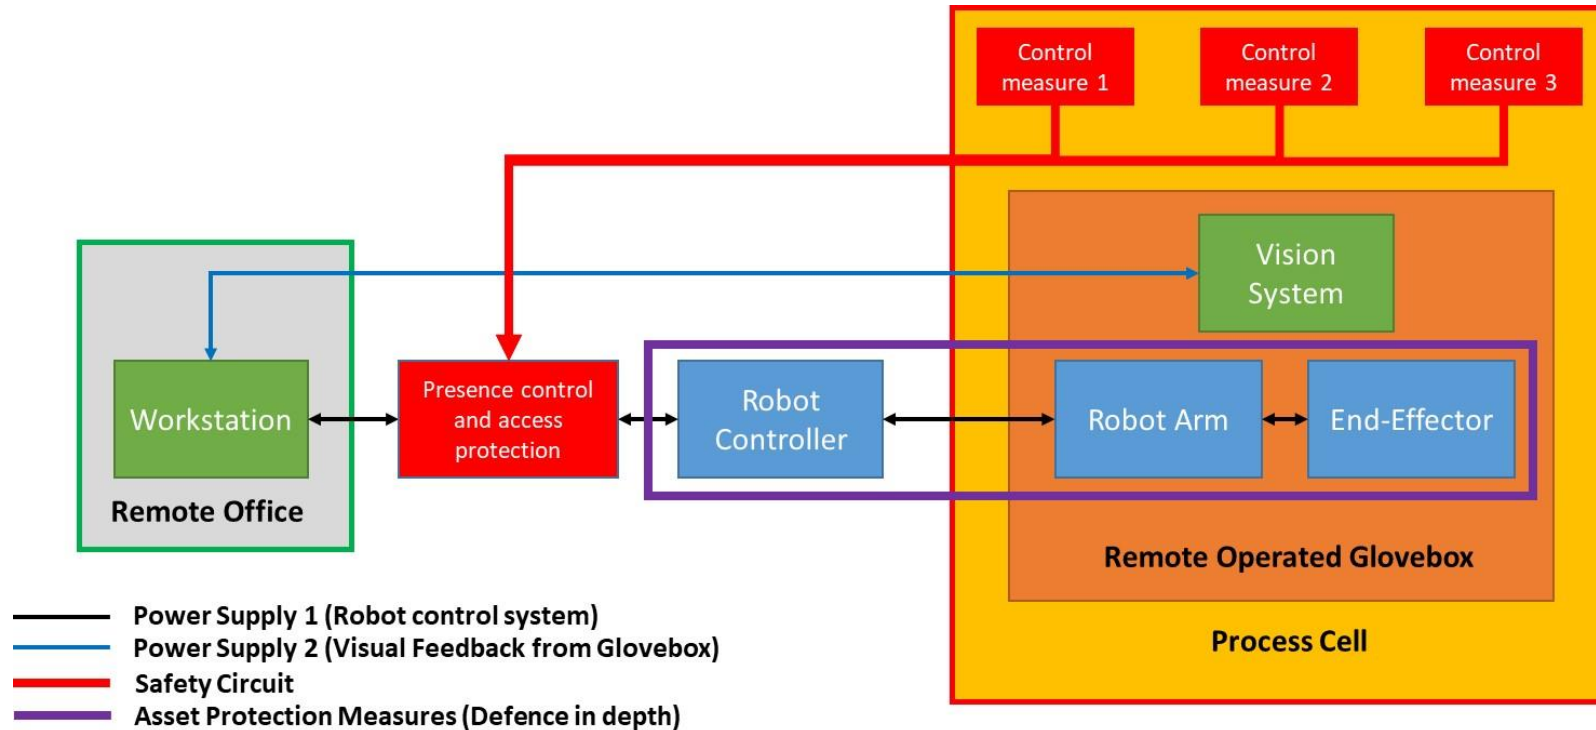 Control
measure 1
Control
measure 2
Control
measure 3
Vision
System
Workstation
Presence control
and access
protection
Robot
Controller
Robot Arm
End-Effector
Remote Office
Remote Operated Glovebox
Process Cell
Power Supply 1 (Robot control system)
Power Supply 2 (Visual Feedback from Glovebox)
Safety Circuit
Asset Protection Measures (Defence in depth)